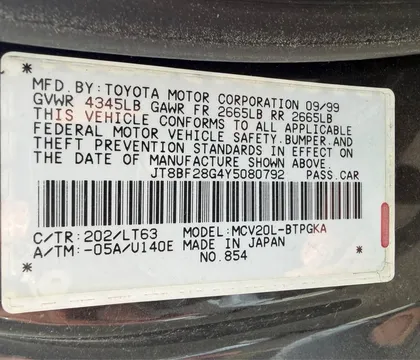 MFD.BY:TOYOTA MOTOR CORPORATION 09/99
GVWR 4345LB GAWR FR 2665LB RR 2665LB
THIS VEHICLE CONFORMS TO ALL APPLICABLE
FEDERAL MOTOR VEHICLE SAFETY,BUMPER,AND
THEFT PREVENTION STANDARDS IN EFFECT ON
THE DATE OF MANUFACTURE SHOWN ABOVE.
JT8BF28G4Y5080792 PASS.CAR
C/TR:202/LT63 MODEL:MCV20L-BTPGKA
A/TM:-05A/U140E MADE IN JAPAN
NO.854